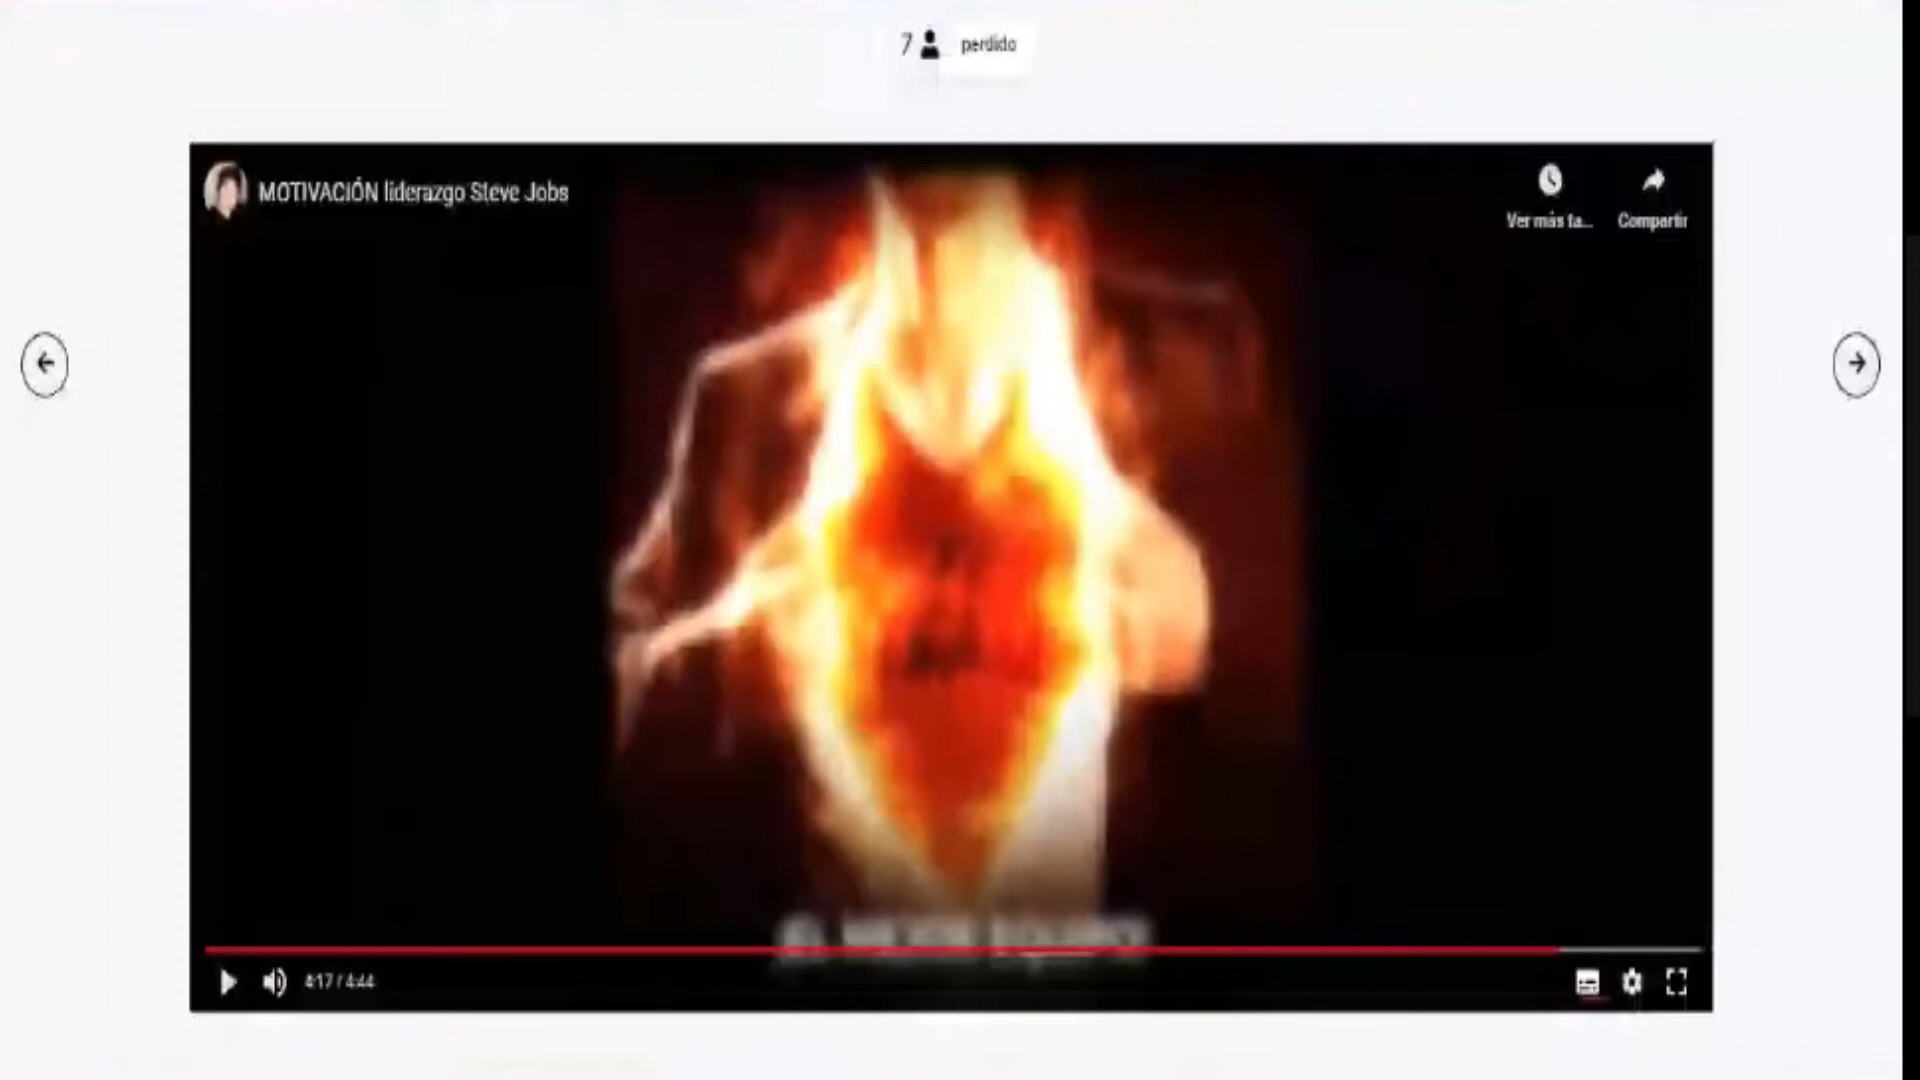 7 perdido
MOTIVACIÓN liderazgo Steve Jobs
Ver más ta...
Compartir
4:17 / 4:44